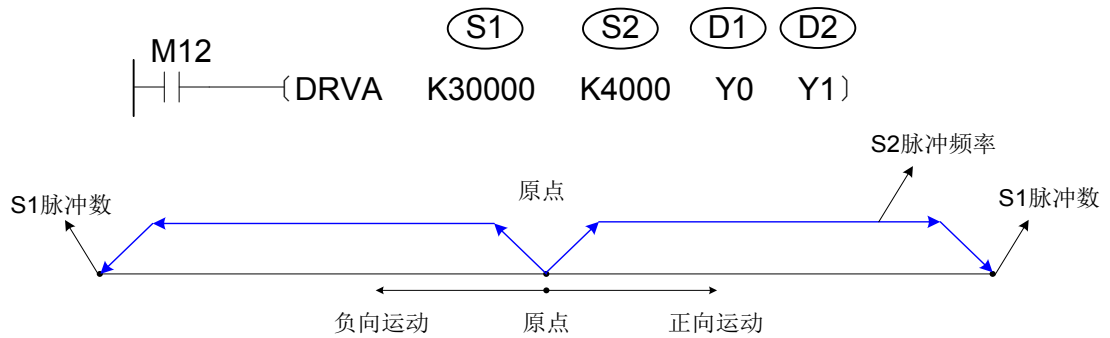 S1 S2 D1 D2
M12
〔DRVA K30000 K4000 Y0 Y1〕
S2脉冲频率
原点
S1脉冲数
S1脉冲数
负向运动 原点 正向运动